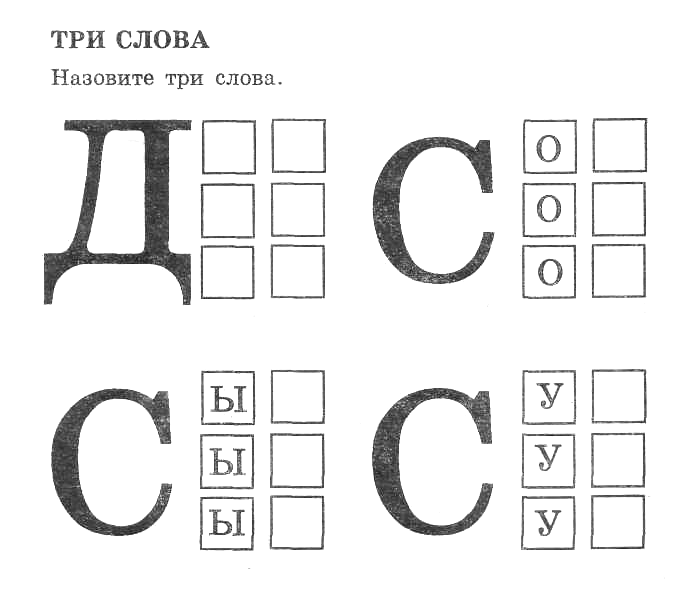 ТРИ СЛОВА
Назовите три слова.
Д
С О
О
О
С Ы
Ы
Ы
С У
У
У